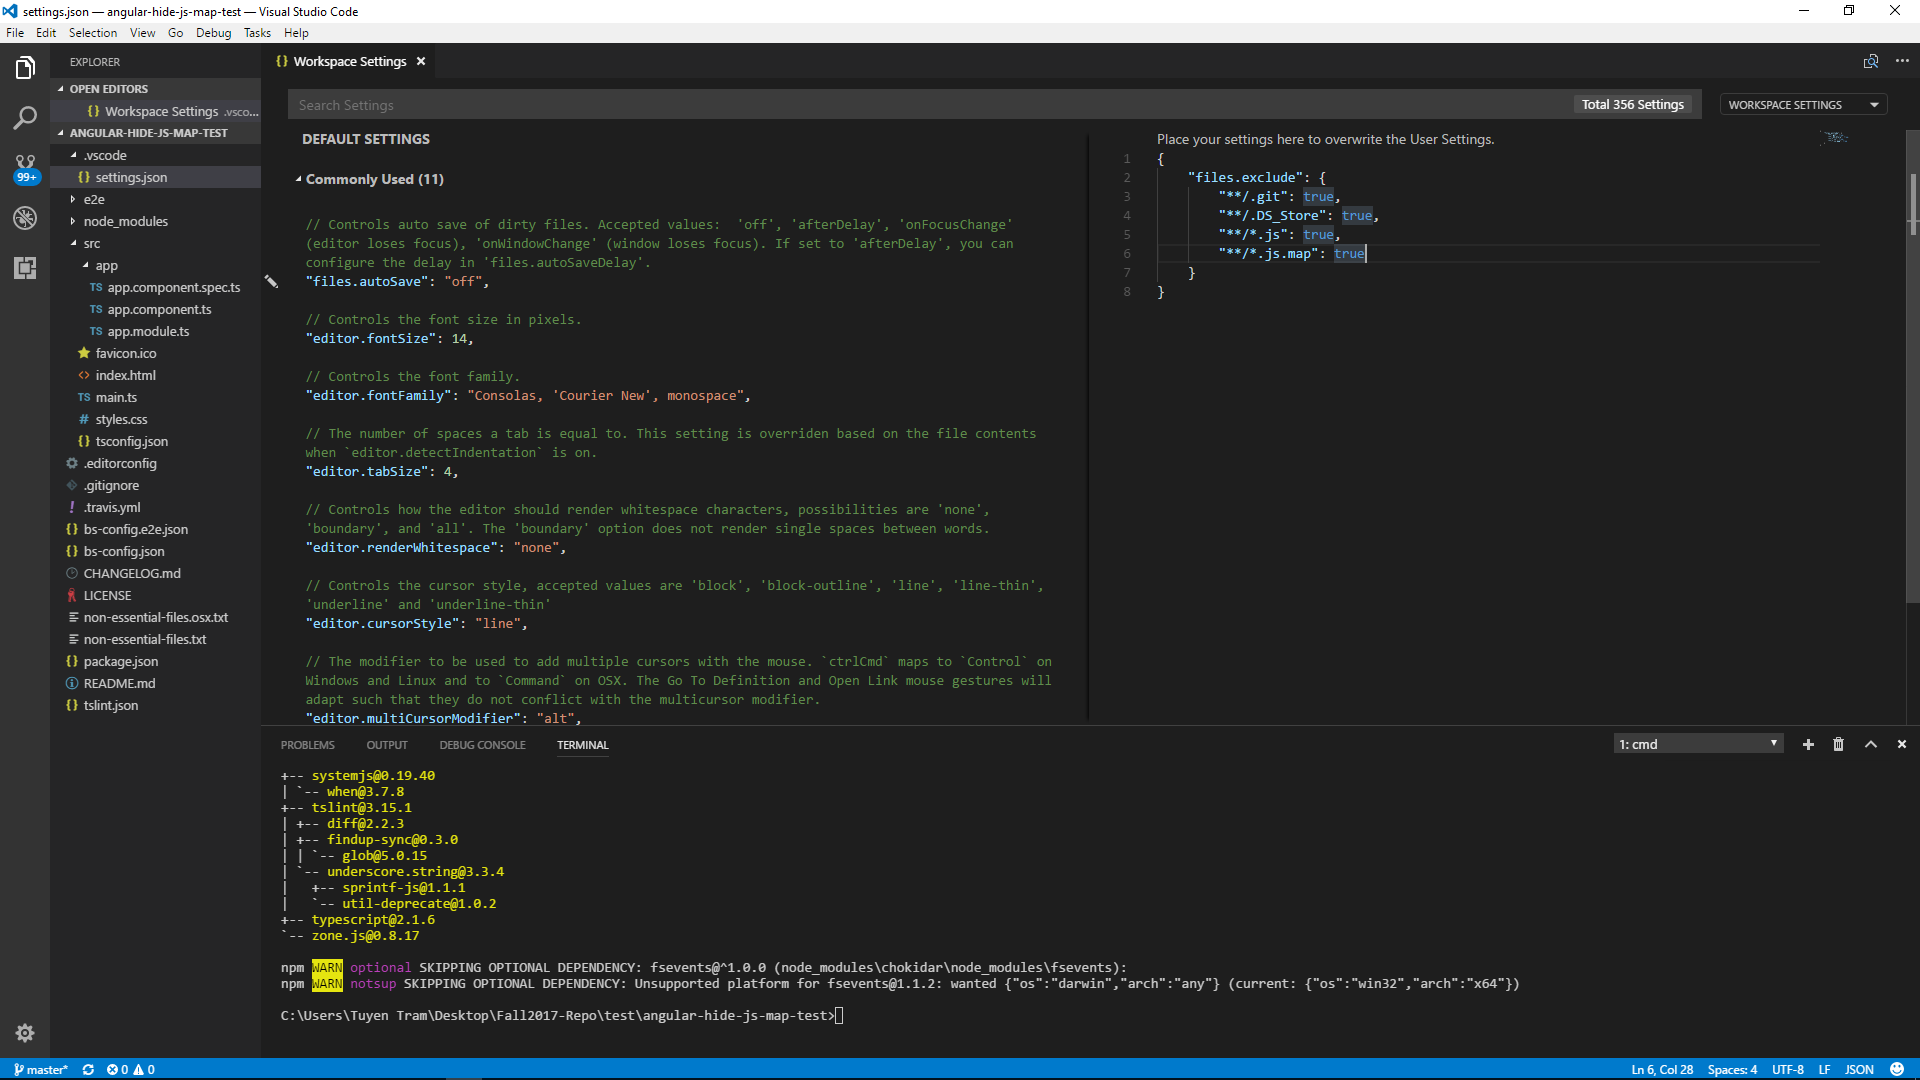 settings.json — angular-hide-js-map-test — Visual Studio Code
File Edit Selection View Go Debug Tasks Help
EXPLORER
OPEN EDITORS
{} Workspace Settings .vsco...
ANGULAR-HIDE-JS-MAP-TEST
.vscode
{} settings.json
99+
e2e
node_modules
src
app
TS app.component.spec.ts
TS app.component.ts
TS app.module.ts
favicon.ico
<> index.html
TS main.ts
# styles.css
{} tsconfig.json
.editorconfig
.gitignore
! .travis.yml
{} bs-config.e2e.json
{} bs-config.json
CHANGELOG.md
LICENSE
non-essential-files.osx.txt
non-essential-files.txt
{} package.json
README.md
{} tslint.json
{} Workspace Settings ×
Search Settings
Total 356 Settings
WORKSPACE SETTINGS
DEFAULT SETTINGS
Commonly Used (11)
// Controls auto save of dirty files. Accepted values:  'off', 'afterDelay', 'onFocusChange'
(editor loses focus), 'onWindowChange' (window loses focus). If set to 'afterDelay', you can
configure the delay in 'files.autoSaveDelay'.
"files.autoSave": "off",
// Controls the font size in pixels.
"editor.fontSize": 14,
// Controls the font family.
"editor.fontFamily": "Consolas, 'Courier New', monospace",
// The number of spaces a tab is equal to. This setting is overriden based on the file contents
when `editor.detectIndentation` is on.
"editor.tabSize": 4,
// Controls how the editor should render whitespace characters, possibilities are 'none',
'boundary', and 'all'. The 'boundary' option does not render single spaces between words.
"editor.renderWhitespace": "none",
// Controls the cursor style, accepted values are 'block', 'block-outline', 'line', 'line-thin',
'underline' and 'underline-thin'
"editor.cursorStyle": "line",
// The modifier to be used to add multiple cursors with the mouse. `ctrlCmd` maps to `Control` on
Windows and Linux and to `Command` on OSX. The Go To Definition and Open Link mouse gestures will
adapt such that they do not conflict with the multicursor modifier.
"editor.multiCursorModifier": "alt",
Place your settings here to overwrite the User Settings.
1 {
2 "files.exclude": {
3 "**/.git": true,
4 "**/.DS_Store": true,
5 "**/*.js": true,
6 "**/*.js.map": true
7 }
8 }
PROBLEMS OUTPUT DEBUG CONSOLE TERMINAL
1: cmd
+-- systemjs@0.19.40
| `-- when@3.7.8
+-- tslint@3.15.1
| +-- diff@2.2.3
| +-- findup-sync@0.3.0
| | `-- glob@5.0.15
| `-- underscore.string@3.3.4
|   +-- sprintf-js@1.1.1
|   `-- util-deprecate@1.0.2
+-- typescript@2.1.6
`-- zone.js@0.8.17
npm WARN optional SKIPPING OPTIONAL DEPENDENCY: fsevents@^1.0.0 (node_modules\chokidar\node_modules\fsevents):
npm WARN notsup SKIPPING OPTIONAL DEPENDENCY: Unsupported platform for fsevents@1.1.2: wanted {"os":"darwin","arch":"any"} (current: {"os":"win32","arch":"x64"})
C:\Users\Tuyen Tram\Desktop\Fall2017-Repo\test\angular-hide-js-map-test>
master* 0 0
Ln 6, Col 28 Spaces: 4 UTF-8 LF JSON